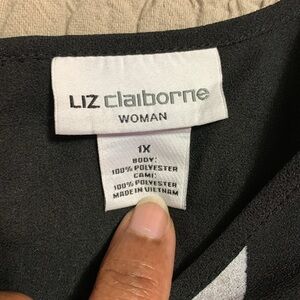 LIZ claiborne
WOMAN
1X
BODY:
100% POLYESTER
CAMI:
100% POLYESTER
MADE IN VIETNAM